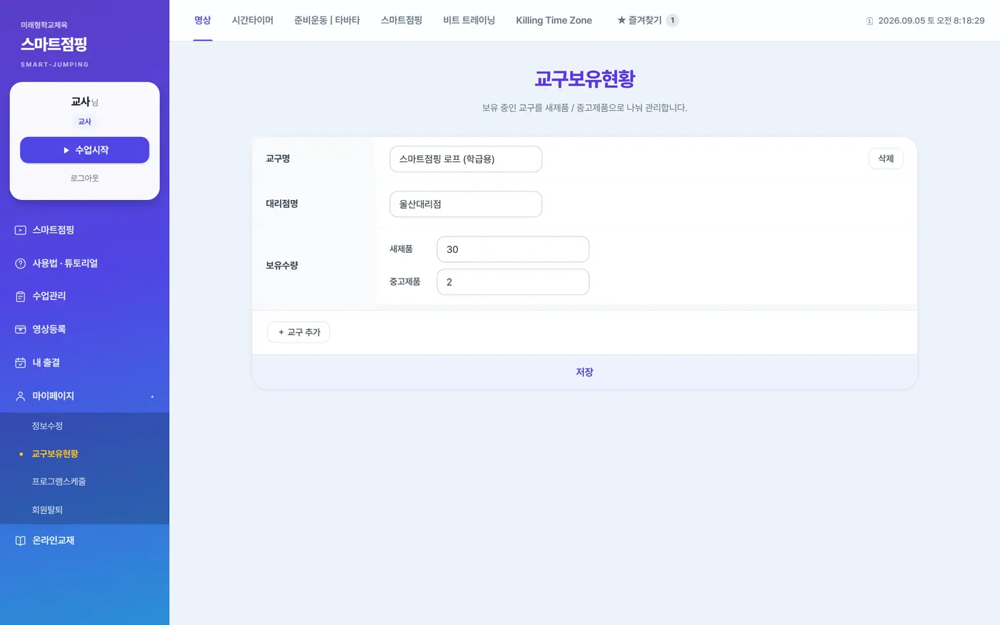 미래형학교체육
스마트점핑
SMART-JUMPING
교사님
교사
▶ 수업시작
로그아웃
스마트점핑
사용법 · 튜토리얼
수업관리
영상등록
내 출결
마이페이지
정보수정
교구보유현황
프로그램스케줄
회원탈퇴
온라인교재
명상 시간타이머 준비운동 | 타바타 스마트점핑 비트 트레이닝 Killing Time Zone ★ 즐겨찾기 1 2026.09.05 토 오전 8:18:29
교구보유현황
보유 중인 교구를 새제품 / 중고제품으로 나눠 관리합니다.
교구명 스마트점핑 로프 (학급용) 삭제
대리점명 울산대리점
보유수량
새제품 30
중고제품 2
+ 교구 추가
저장